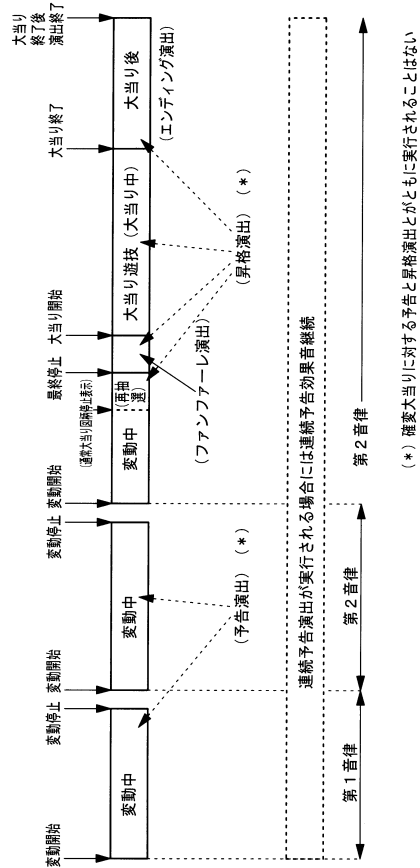 変動開始
変動停止
変動開始
変動停止
変動開始
(通常大当り図柄停止表示)
最終停止
大当り開始
大当り終了
大当り
終了後
演出終了
変動中
変動中
変動中
(再抽
選)
大当り遊技(大当り中)
大当り後
(予告演出) (*)
(ファンファーレ演出)
(昇格演出) (*)
(エンディング演出)
連続予告演出が実行される場合には連続予告効果音継続
第1音律
第2音律
第2音律
(*)確変大当りに対する予告と昇格演出とがともに実行されることはない